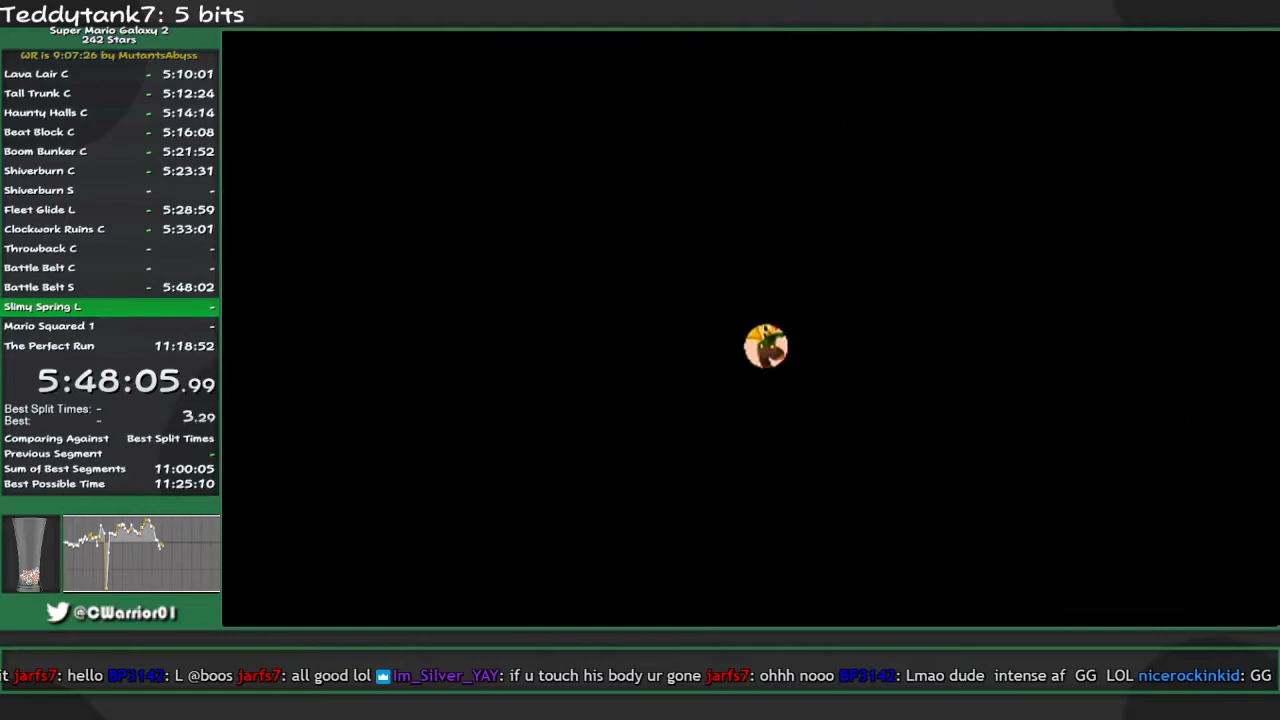 Teddytank7: 5 bits
Super Mario Galaxy 2
242 Stars
WR is 9:07:26 by MutantsAbyss
Lava Lair C - 5:10:01
Tall Trunk C - 5:12:24
Haunty Halls C - 5:14:14
Beat Block C - 5:16:08
Boom Bunker C - 5:21:52
Shiverburn C - 5:23:31
Shiverburn S - -
Fleet Glide L - 5:28:59
Clockwork Ruins C - 5:33:01
Throwback C - -
Battle Belt C - -
Battle Belt S - 5:48:02
Slimy Spring L -
Mario Squared 1 -
The Perfect Run 11:18:52
5:48:05.99
Best Split Times: -
Best: - 3.29
Comparing Against Best Split Times
Previous Segment -
Sum of Best Segments 11:00:05
Best Possible Time 11:25:10
@CWarrior01
it jarfs7: hello BP3142: L @boos jarfs7: all good lol Im_Silver_YAY: if u touch his body ur gone jarfs7: ohhh nooo BP3142: Lmao dude intense af GG LOL nicerockinkid: GG